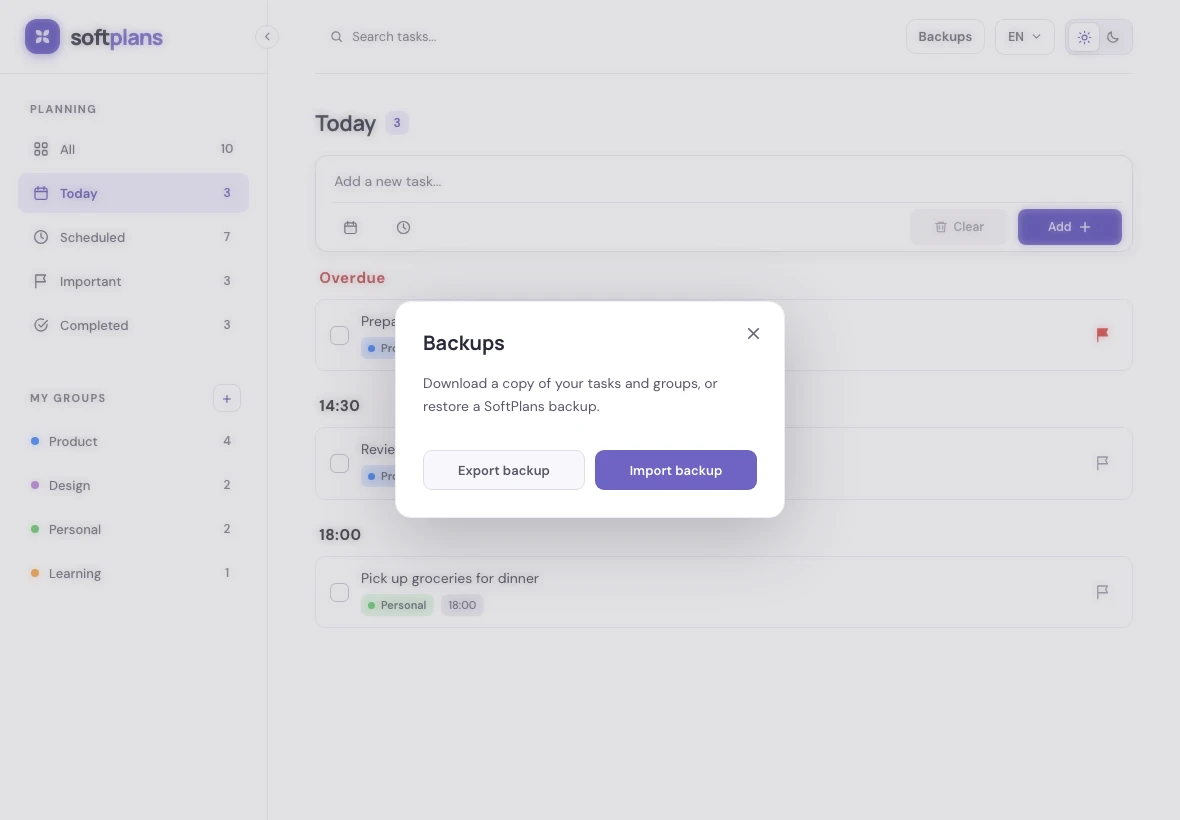 softplans
Search tasks...
Backups
EN
PLANNING
All 10
Today 3
Scheduled 7
Important 3
Completed 3
MY GROUPS
+
Product 4
Design 2
Personal 2
Learning 1
Today 3
Add a new task...
Clear
Add +
Overdue
14:30
18:00
Pick up groceries for dinner
Personal 18:00
Backups
Download a copy of your tasks and groups, or
restore a SoftPlans backup.
Export backup
Import backup